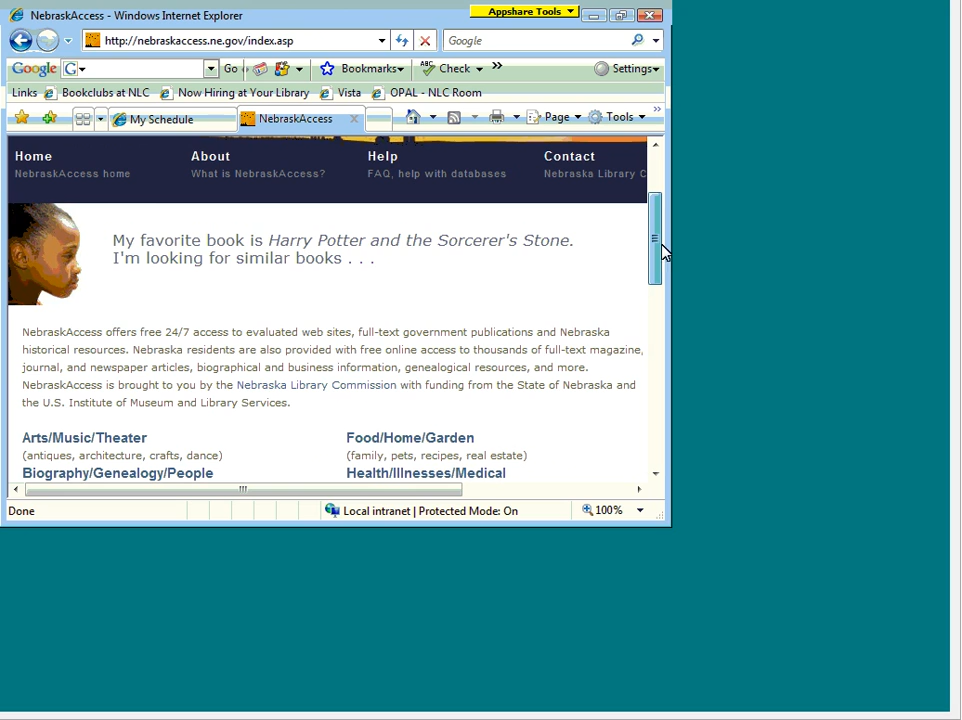 NebraskAccess - Windows Internet Explorer
Appshare Tools
http://nebraskaccess.ne.gov/index.asp
Google
Google
G
Go
Bookmarks
ABC
Check
»
Settings
Links
Bookclubs at NLC
Now Hiring at Your Library
Vista
OPAL - NLC Room
My Schedule
NebraskAccess
Page
Tools
»
Home
About
Help
Contact
NebraskAccess home
What is NebraskAccess?
FAQ, help with databases
Nebraska Library C
My favorite book is Harry Potter and the Sorcerer's Stone.
I'm looking for similar books . . .
NebraskAccess offers free 24/7 access to evaluated web sites, full-text government publications and Nebraska
historical resources. Nebraska residents are also provided with free online access to thousands of full-text magazine,
journal, and newspaper articles, biographical and business information, genealogical resources, and more.
NebraskAccess is brought to you by the Nebraska Library Commission with funding from the State of Nebraska and
the U.S. Institute of Museum and Library Services.
Arts/Music/Theater
Food/Home/Garden
(antiques, architecture, crafts, dance)
(family, pets, recipes, real estate)
Biography/Genealogy/People
Health/Illnesses/Medical
Done
Local intranet | Protected Mode: On
100%